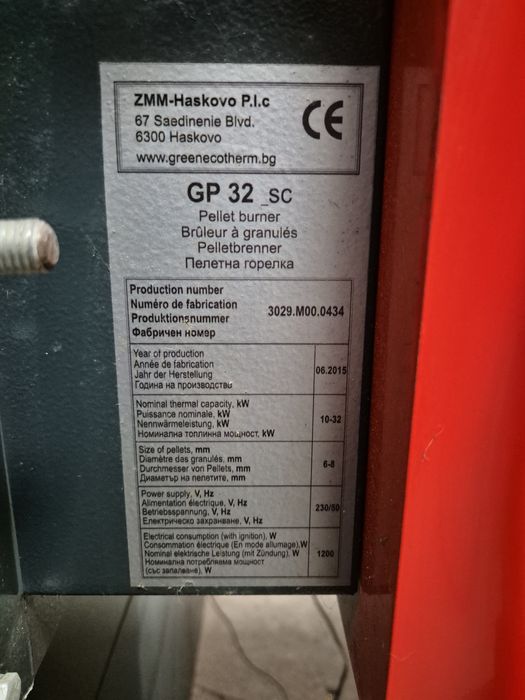 ZMM-Haskovo P.l.c
67 Saedinenie Blvd.
6300 Haskovo
www.greenecotherm.bg
CE
GP 32 _SC
Pellet burner
Brûleur à granulés
Pelletbrenner
Пелетна горелка
Production number
Numéro de fabrication
Produktionsnummer
Фабричен номер
3029.M00.0434
Year of production
Année de fabrication
Jahr der Herstellung
Година на производство
06.2015
Nominal thermal capacity, kW
Puissance nominale, kW
Nennwärmeleistung, kW
Номинална топлинна мощност, kW
10-32
Size of pellets, mm
Diamètre das granulés, mm
Durchmesser von Pellets, mm
Диаметър на пелетите, mm
6-8
Power supply, V, Hz
Alimentation électrique, V, Hz
Betriebsspannung, V, Hz
Електрическо захранване, V, Hz
230/50
Electrical consumption (with ignition), W
Consommation électrique (En mode allumage),W
Nominal elektrische Leistung (mit Zündung), W
Номинална потребляема мощност
(със запалване), W
1200